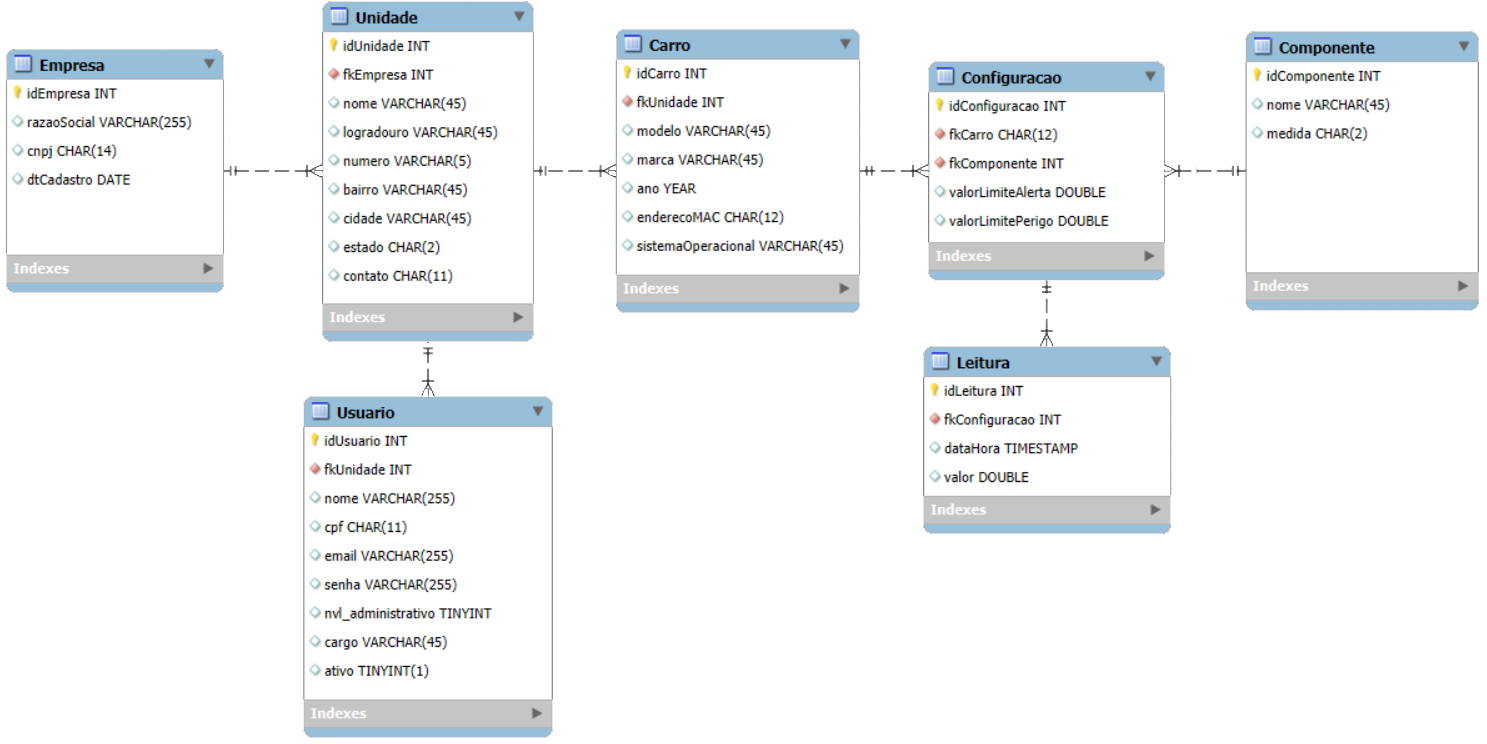 Empresa
idEmpresa INT
razaoSocial VARCHAR(255)
cnpj CHAR(14)
dtCadastro DATE
Indexes
Unidade
idUnidade INT
fkEmpresa INT
nome VARCHAR(45)
logradouro VARCHAR(45)
numero VARCHAR(5)
bairro VARCHAR(45)
cidade VARCHAR(45)
estado CHAR(2)
contato CHAR(11)
Indexes
Carro
idCarro INT
fkUnidade INT
modelo VARCHAR(45)
marca VARCHAR(45)
ano YEAR
enderecoMAC CHAR(12)
sistemaOperacional VARCHAR(45)
Indexes
Configuracao
idConfiguracao INT
fkCarro CHAR(12)
fkComponente INT
valorLimiteAlerta DOUBLE
valorLimitePerigo DOUBLE
Indexes
Componente
idComponente INT
nome VARCHAR(45)
medida CHAR(2)
Indexes
Usuario
idUsuario INT
fkUnidade INT
nome VARCHAR(255)
cpf CHAR(11)
email VARCHAR(255)
senha VARCHAR(255)
nvl_administrativo TINYINT
cargo VARCHAR(45)
ativo TINYINT(1)
Indexes
Leitura
idLeitura INT
fkConfiguracao INT
dataHora TIMESTAMP
valor DOUBLE
Indexes